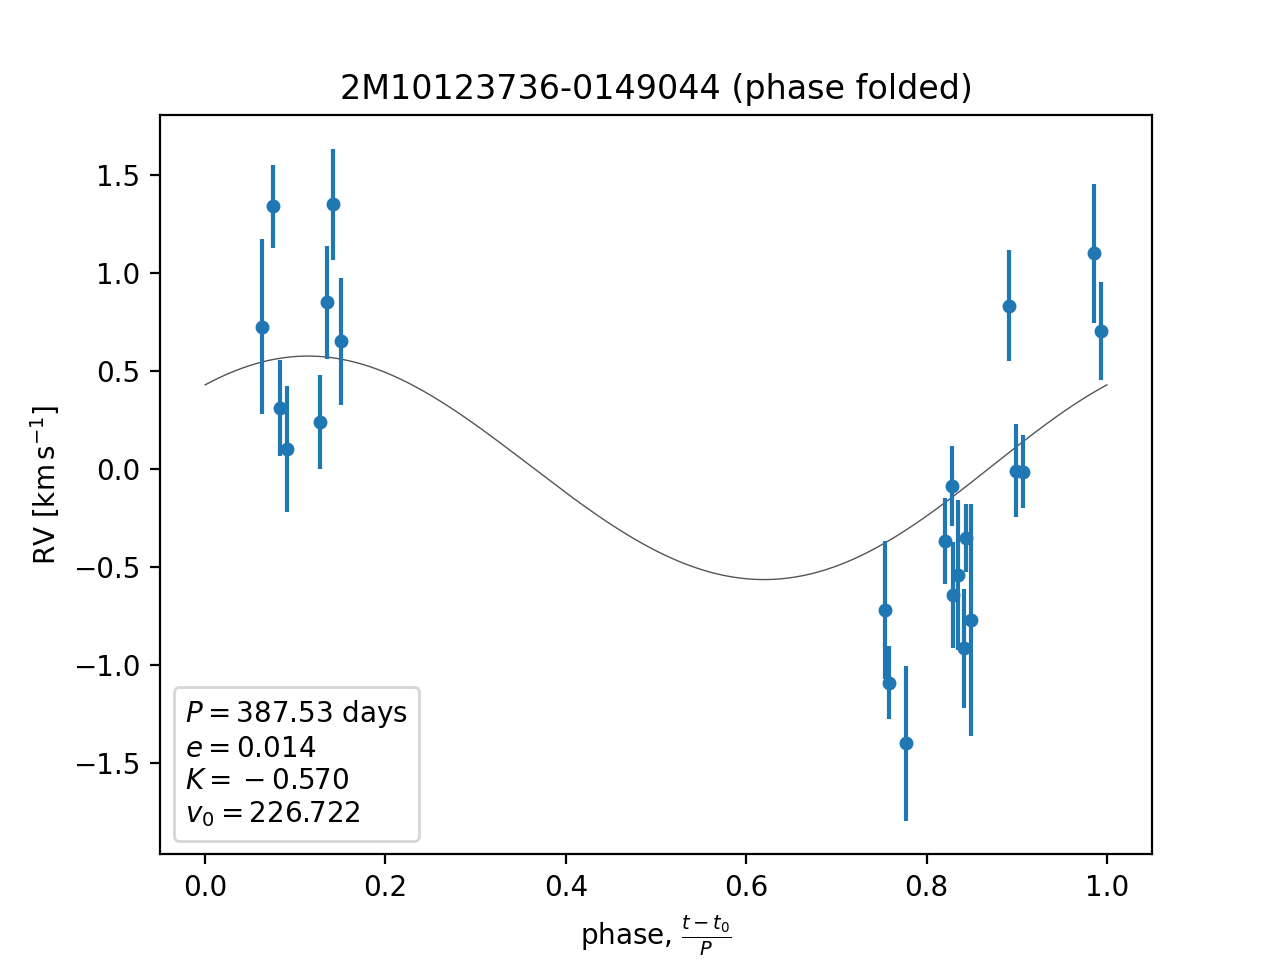 2M10123736-0149044 (phase folded)
RV [km s⁻¹]
1.5
1.0
0.5
0.0
−0.5
−1.0
−1.5
P = 387.53 days
e = 0.014
K = −0.570
v₀ = 226.722
0.0 0.2 0.4 0.6 0.8 1.0
phase, (t − t₀)/P